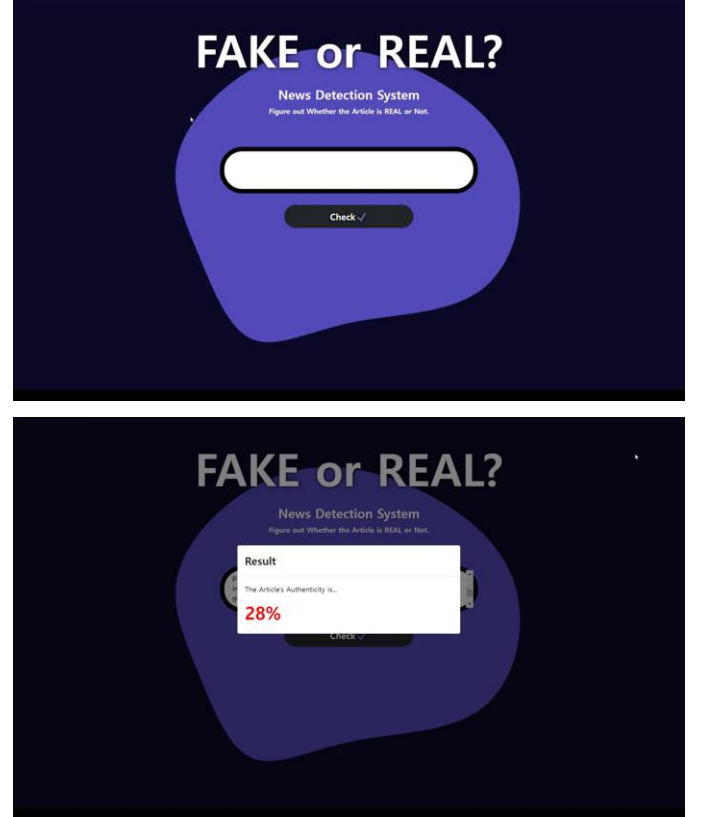 FAKE or REAL?
News Detection System
Figure out Whether the Article is REAL or Not.
Check ✓
FAKE or REAL?
News Detection System
Figure out Whether the Article is REAL or Not.
Result
The Article's Authenticity is...
28%
Check ✓